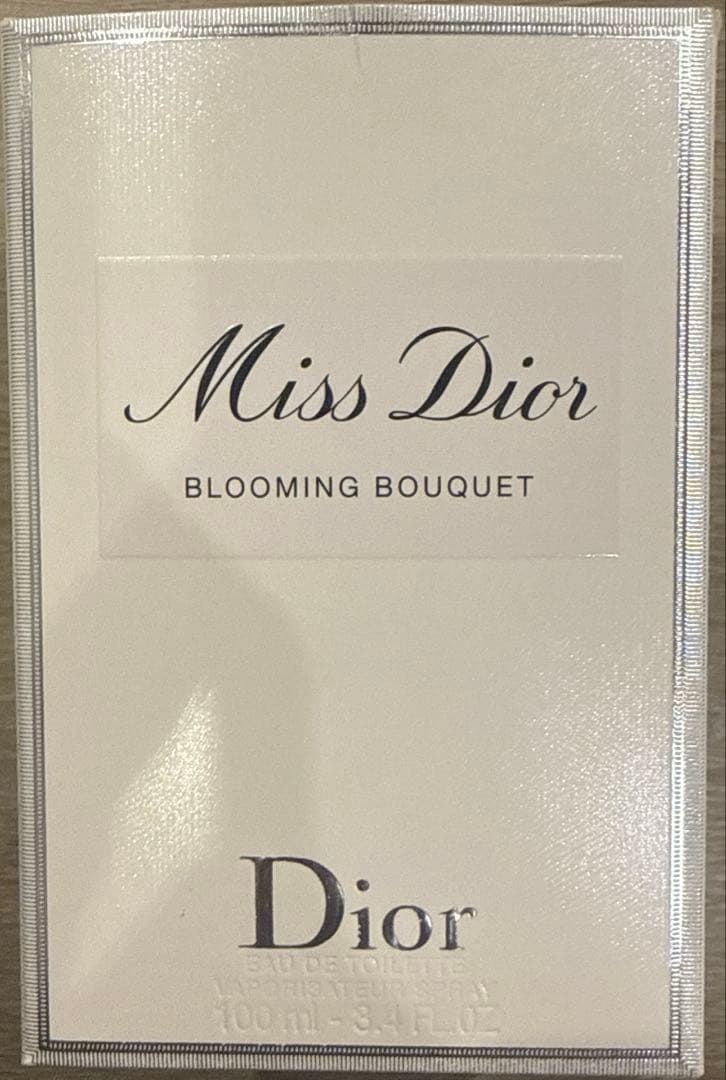 Miss Dior
BLOOMING BOUQUET
Dior
EAU DE TOILETTE
VAPORISATEUR SPRAY
100 ml - 3.4 FL.OZ